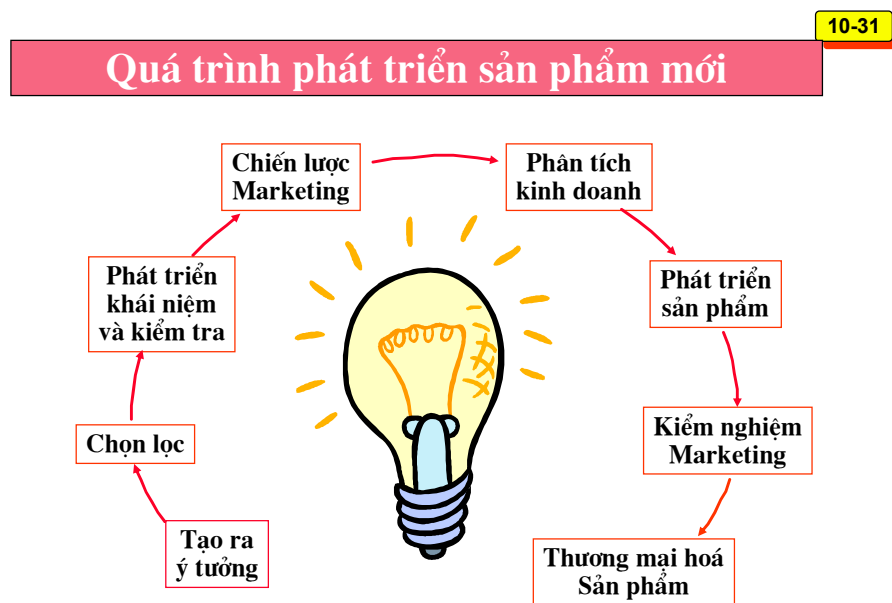 10-31
Quá trình phát triển sản phẩm mới
Chiến lược
Marketing
Phân tích
kinh doanh
Phát triển
khái niệm
và kiểm tra
Phát triển
sản phẩm
Chọn lọc
Kiểm nghiệm
Marketing
Tạo ra
ý tưởng
Thương mại hoá
Sản phẩm